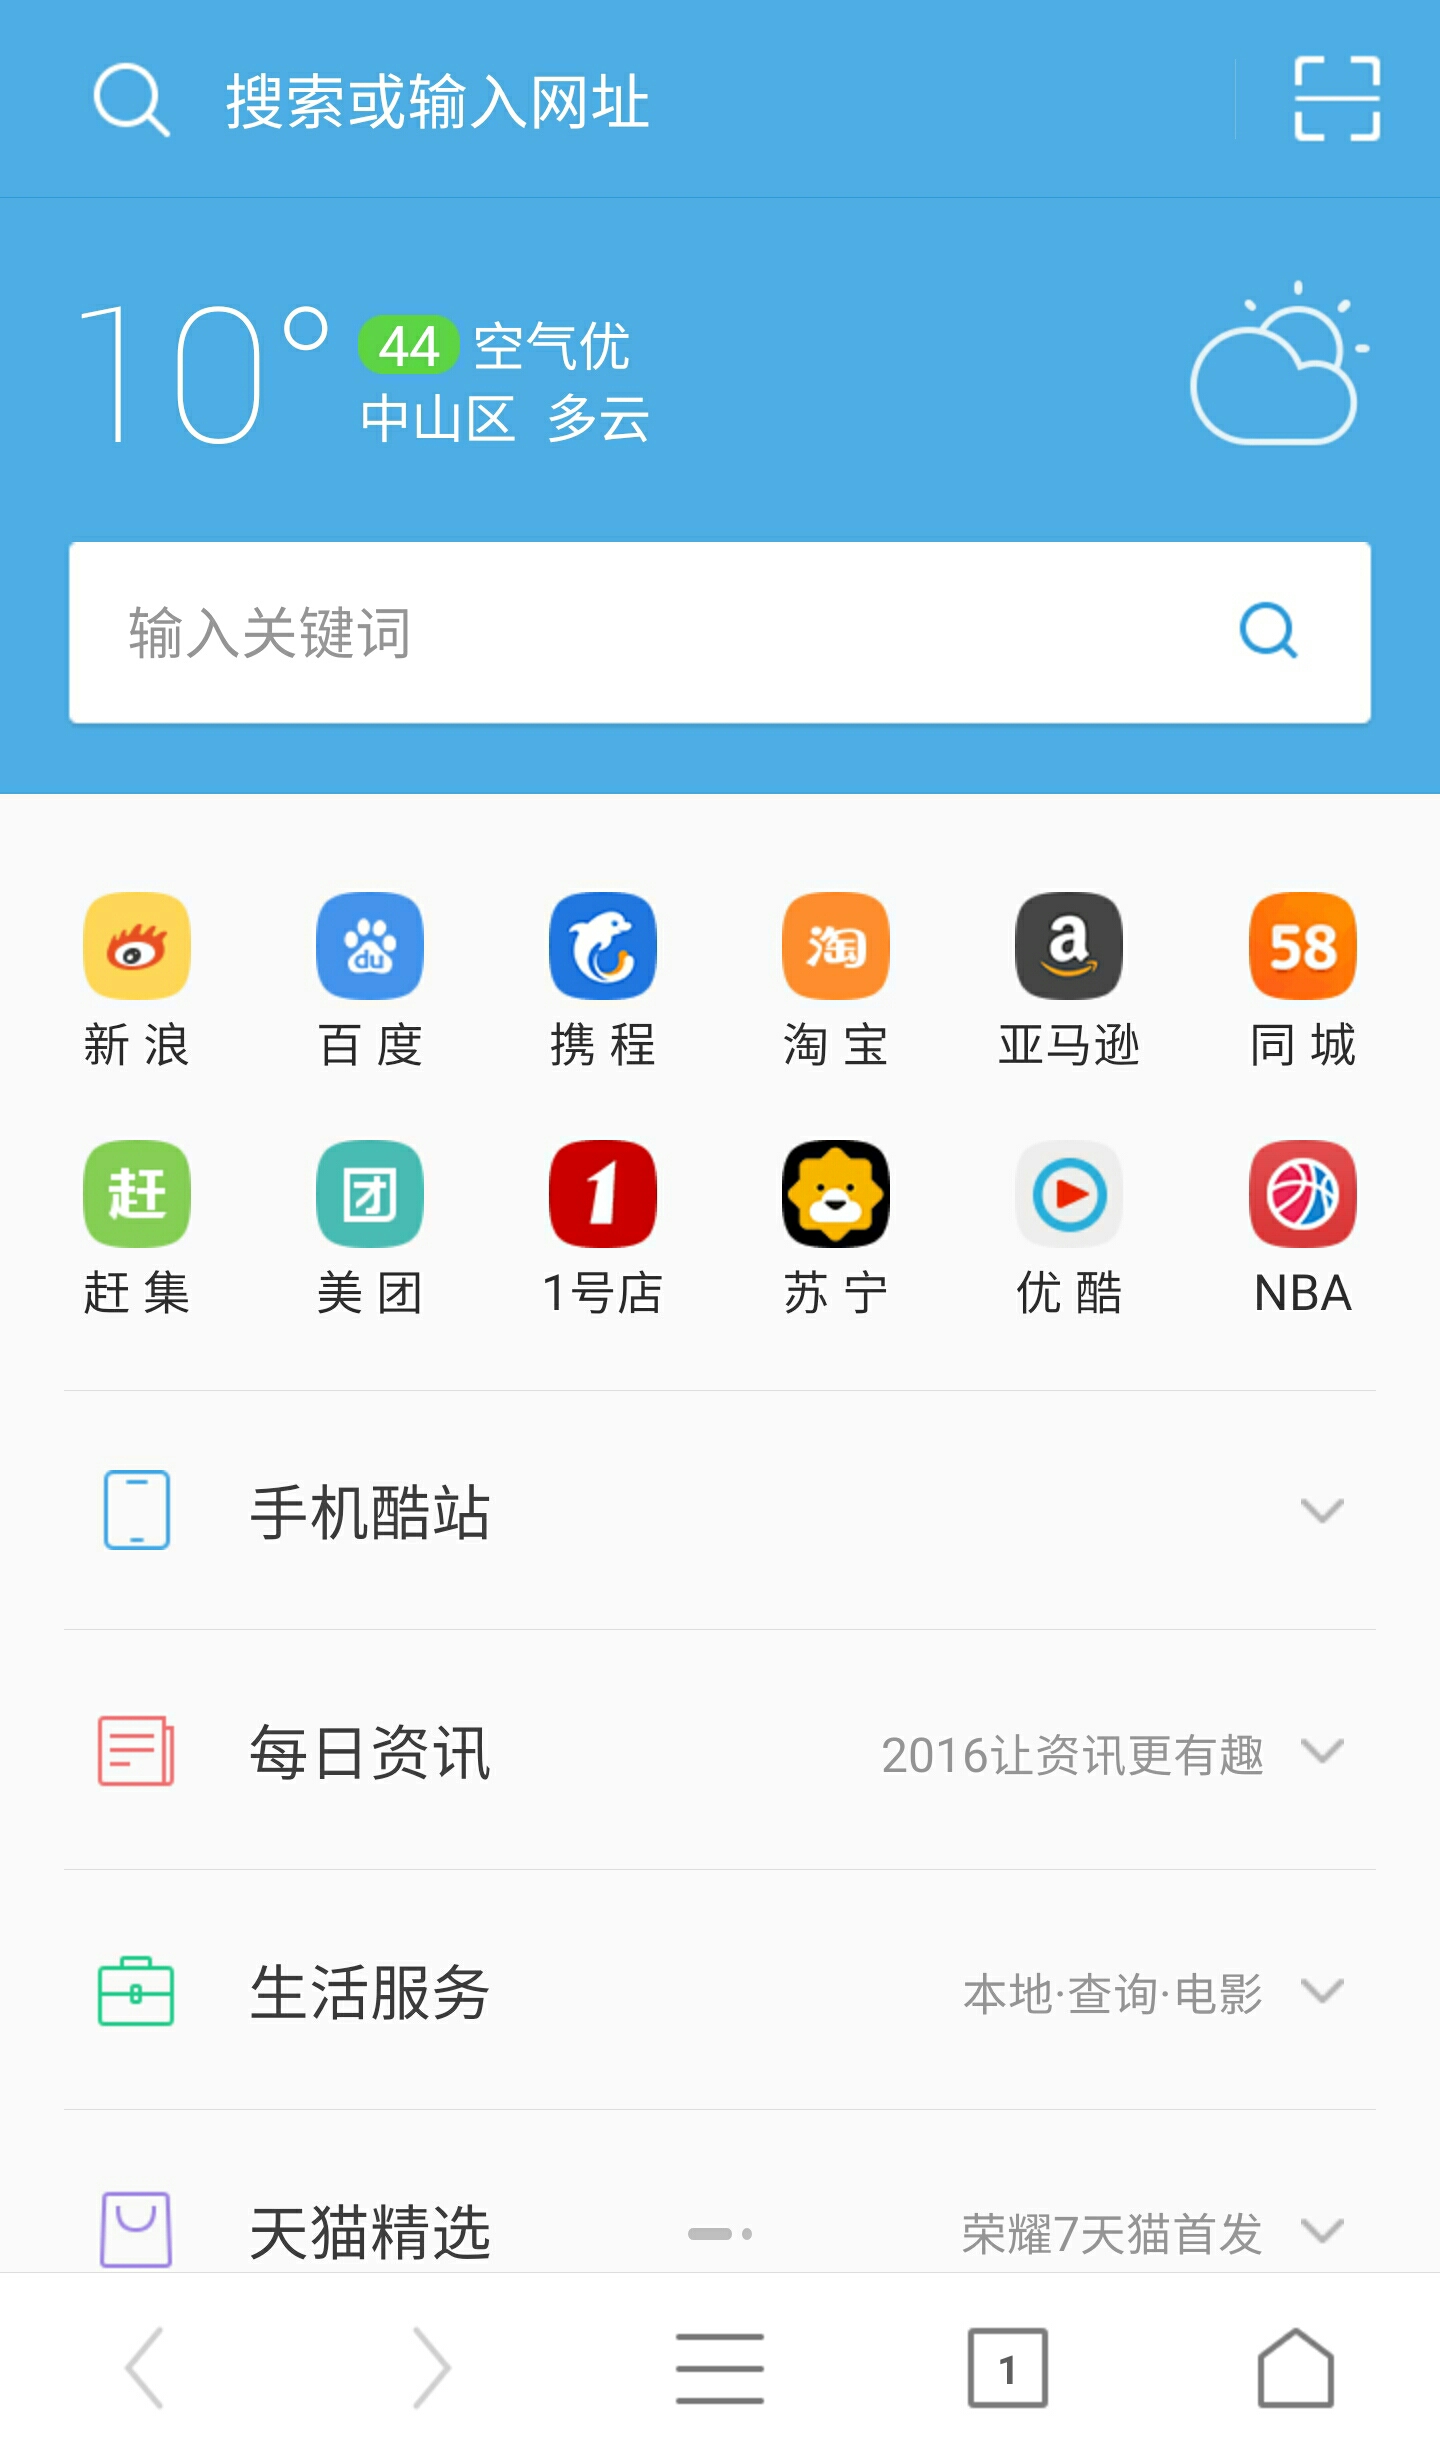 搜索或输入网址
10° 44 空气优
中山区 多云
输入关键词
du 淘 a 58
新浪 百度 携程 淘宝 亚马逊 同城
赶 团 1
赶集 美团 1号店 苏宁 优酷 NBA
手机酷站
每日资讯 2016让资讯更有趣
生活服务 本地·查询·电影
天猫精选 荣耀7天猫首发
1